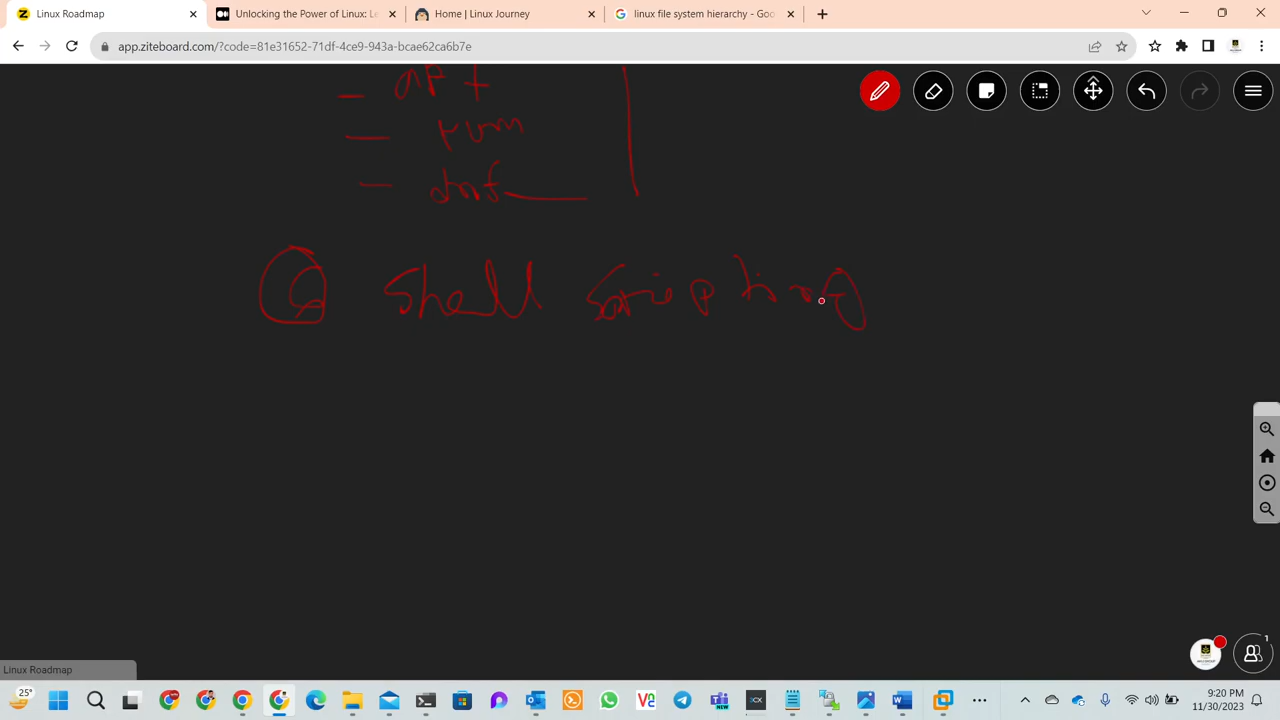 Linux Roadmap
Unlocking the Power of Linux: Le
Home | Linux Journey
linux file system hierarchy - Goo
app.ziteboard.com/?code=81e31652-71df-4ce9-943a-bcae62ca6b7e
- apt
- yum
- dnf
Shell Scripting
1
Linux Roadmap
25°
9:20 PM
11/30/2023